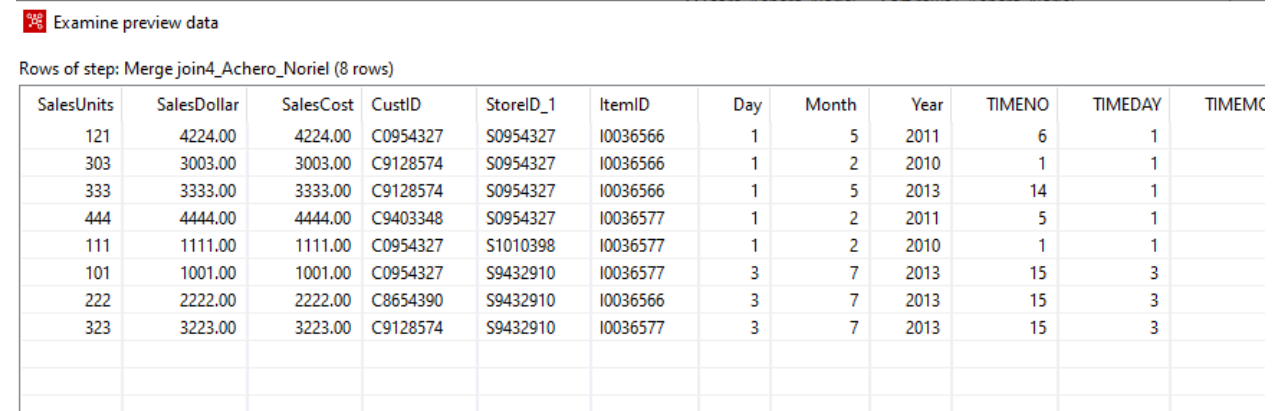 Examine preview data
Rows of step: Merge join4_Achero_Noriel (8 rows)
SalesUnits SalesDollar SalesCost CustID StoreID_1 ItemID Day Month Year TIMENO TIMEDAY TIMEMO
121 4224.00 4224.00 C0954327 S0954327 I0036566 1 5 2011 6 1
303 3003.00 3003.00 C9128574 S0954327 I0036566 1 2 2010 1 1
333 3333.00 3333.00 C9128574 S0954327 I0036566 1 5 2013 14 1
444 4444.00 4444.00 C9403348 S0954327 I0036577 1 2 2011 5 1
111 1111.00 1111.00 C0954327 S1010398 I0036577 1 2 2010 1 1
101 1001.00 1001.00 C0954327 S9432910 I0036577 3 7 2013 15 3
222 2222.00 2222.00 C8654390 S9432910 I0036566 3 7 2013 15 3
323 3223.00 3223.00 C9128574 S9432910 I0036577 3 7 2013 15 3